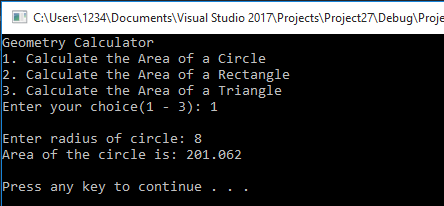 C:\Users\1234\Documents\Visual Studio 2017\Projects\Project27\Debug\Proje
Geometry Calculator
1. Calculate the Area of a Circle
2. Calculate the Area of a Rectangle
3. Calculate the Area of a Triangle
Enter your choice(1 - 3): 1
Enter radius of circle: 8
Area of the circle is: 201.062
Press any key to continue . . .